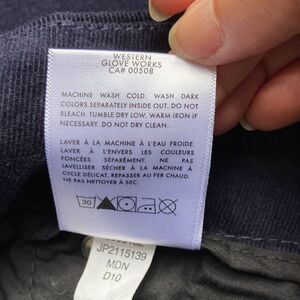 WESTERN
GLOVE WORKS
CA# 00508
MACHINE WASH COLD. WASH DARK
COLORS SEPARATELY INSIDE OUT. DO NOT
BLEACH. TUMBLE DRY LOW. WARM IRON IF
NECESSARY. DO NOT DRY CLEAN.
LAVER À LA MACHINE À L'EAU FROIDE.
LAVER À L'ENVERS LES COULEURS
FONCÉES SÉPARÉMENT. NE PAS
JAVELLISER SÉCHER À LA MACHINE À
CYCLE DÉLICAT. REPASSER AU FER CHAUD
NE PAS NETTOYER À SEC.
30
JP2115139
MDN
D10